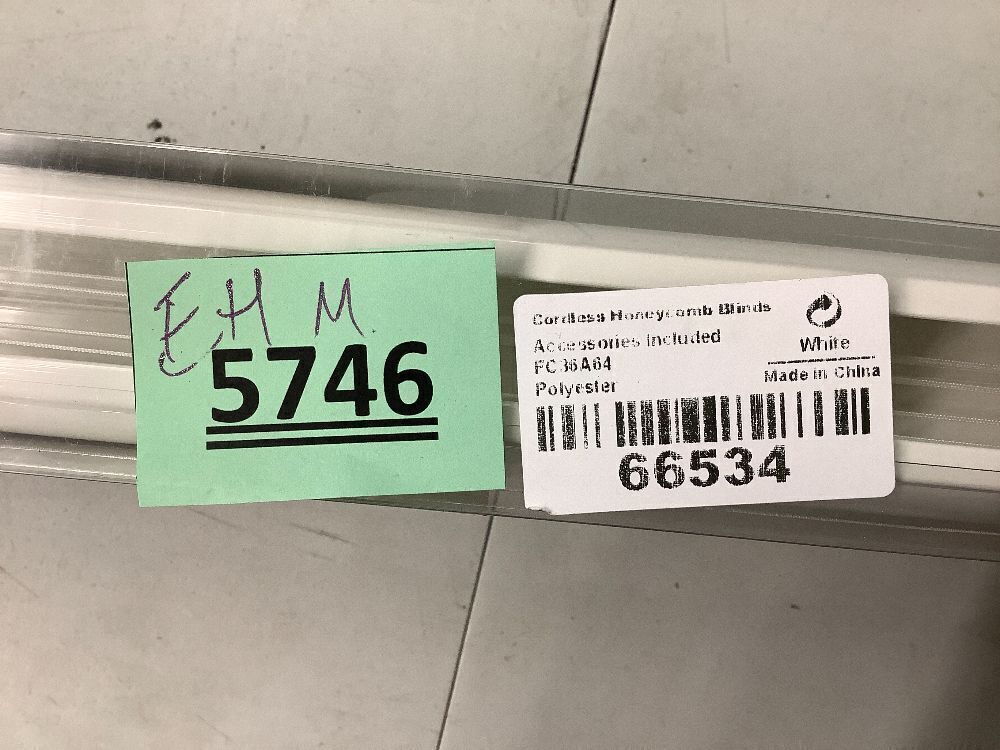 EHM
5746
Cordless Honeycomb Blinds
Accessories Included
FC36A64
Polyester
White
Made in China
66534